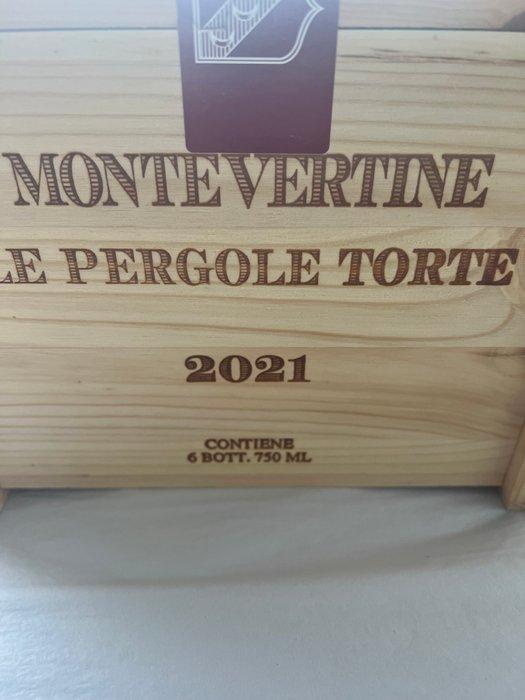 MONTEVERTINE
LE PERGOLE TORTE
2021
CONTIENE
6 BOTT. 750 ML